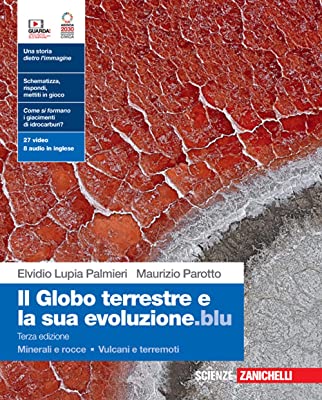 GUARDA!
AGENDA
2030
Una storia
dietro l'immagine
Schematizza,
rispondi,
mettiti in gioco
Come si formano
i giacimenti
di idrocarburi?
27 video
8 audio in inglese
Elvidio Lupia Palmieri Maurizio Parotto
Il Globo terrestre e
la sua evoluzione.blu
Terza edizione
Minerali e rocce • Vulcani e terremoti
SCIENZE ZANICHELLI